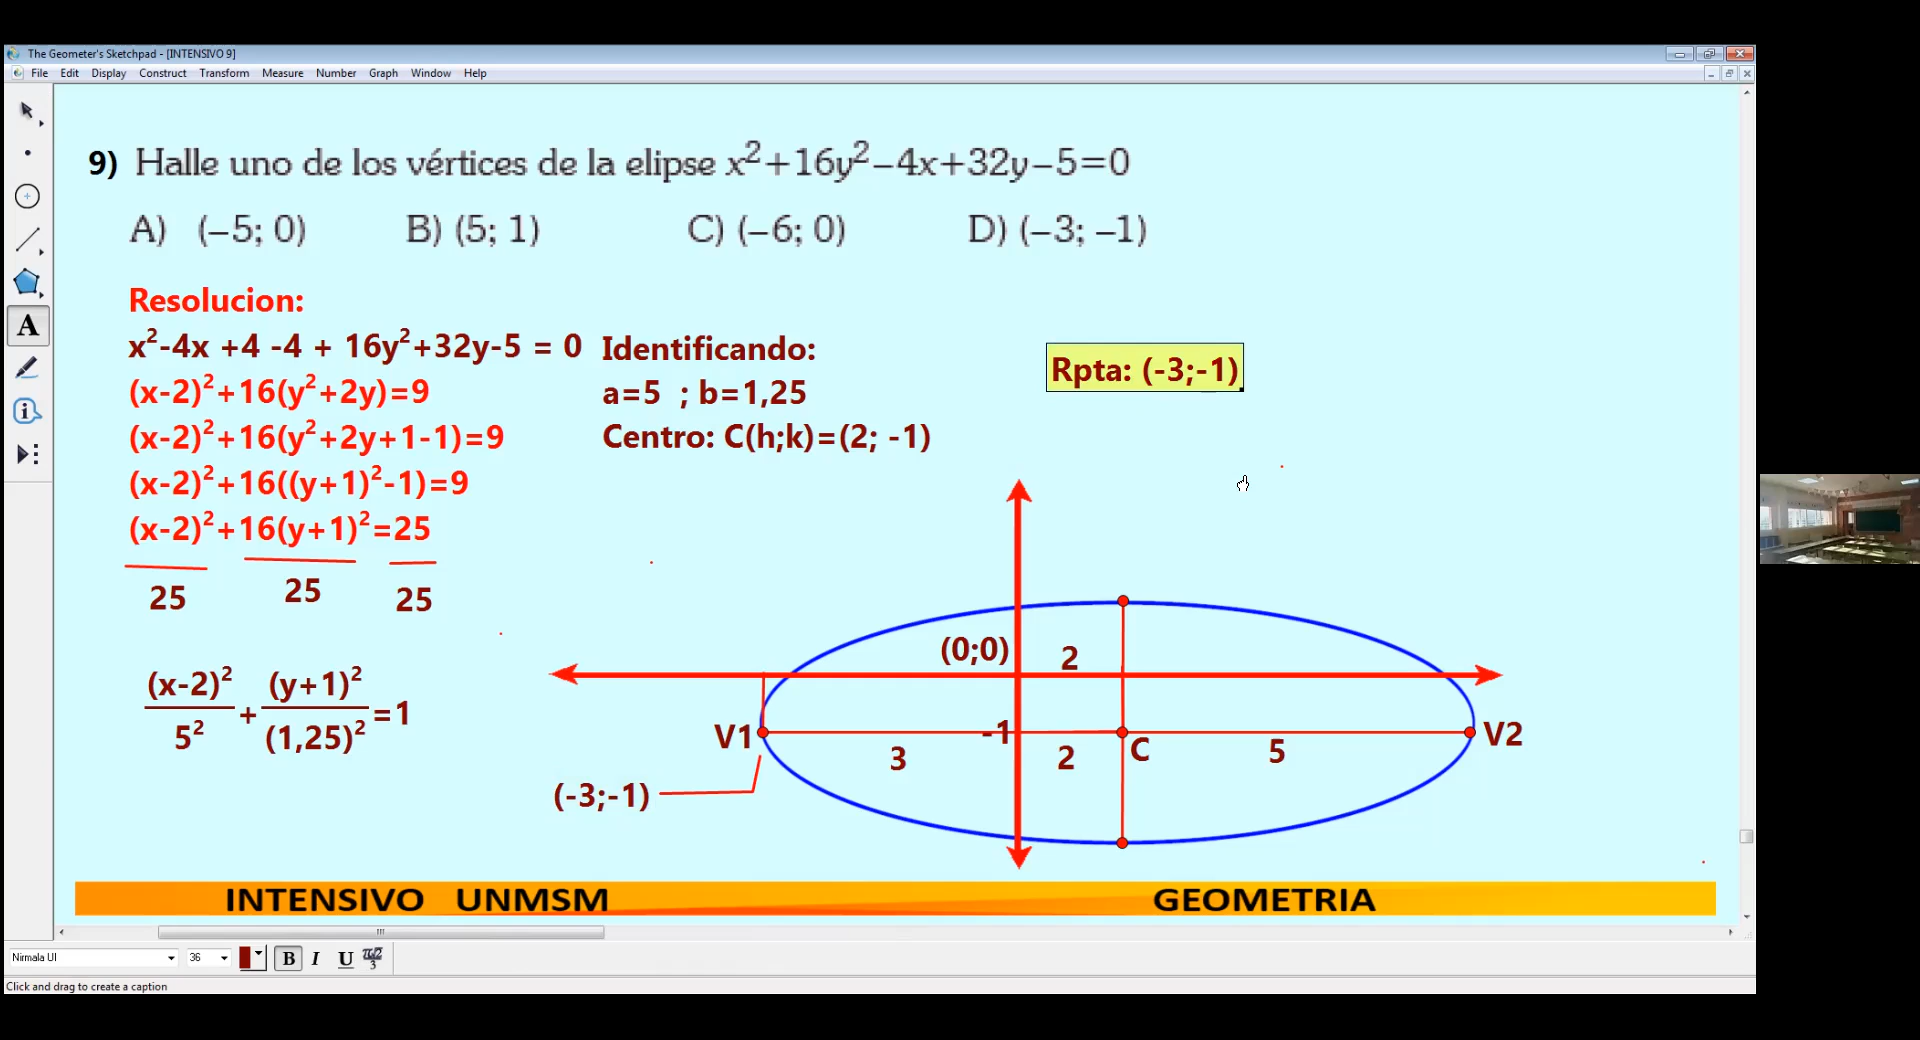 The Geometer's Sketchpad - [INTENSIVO 9]
File Edit Display Construct Transform Measure Number Graph Window Help
9) Halle uno de los vértices de la elipse x²+16y²−4x+32y−5=0
A) (−5; 0) B) (5; 1) C) (−6; 0) D) (−3; −1)
Resolucion:
x²-4x +4 -4 + 16y²+32y-5 = 0
(x-2)²+16(y²+2y)=9
(x-2)²+16(y²+2y+1-1)=9
(x-2)²+16((y+1)²-1)=9
(x-2)²+16(y+1)²=25
25 25 25
(x-2)² (y+1)²
+ =1
5² (1,25)²
Identificando:
a=5 ; b=1,25
Centro: C(h;k)=(2; -1)
Rpta: (-3;-1)
(0;0) 2
V1 -1 C V2
3 2 5
(-3;-1)
INTENSIVO UNMSM GEOMETRIA
Nirmala UI 36 B I U
Click and drag to create a caption